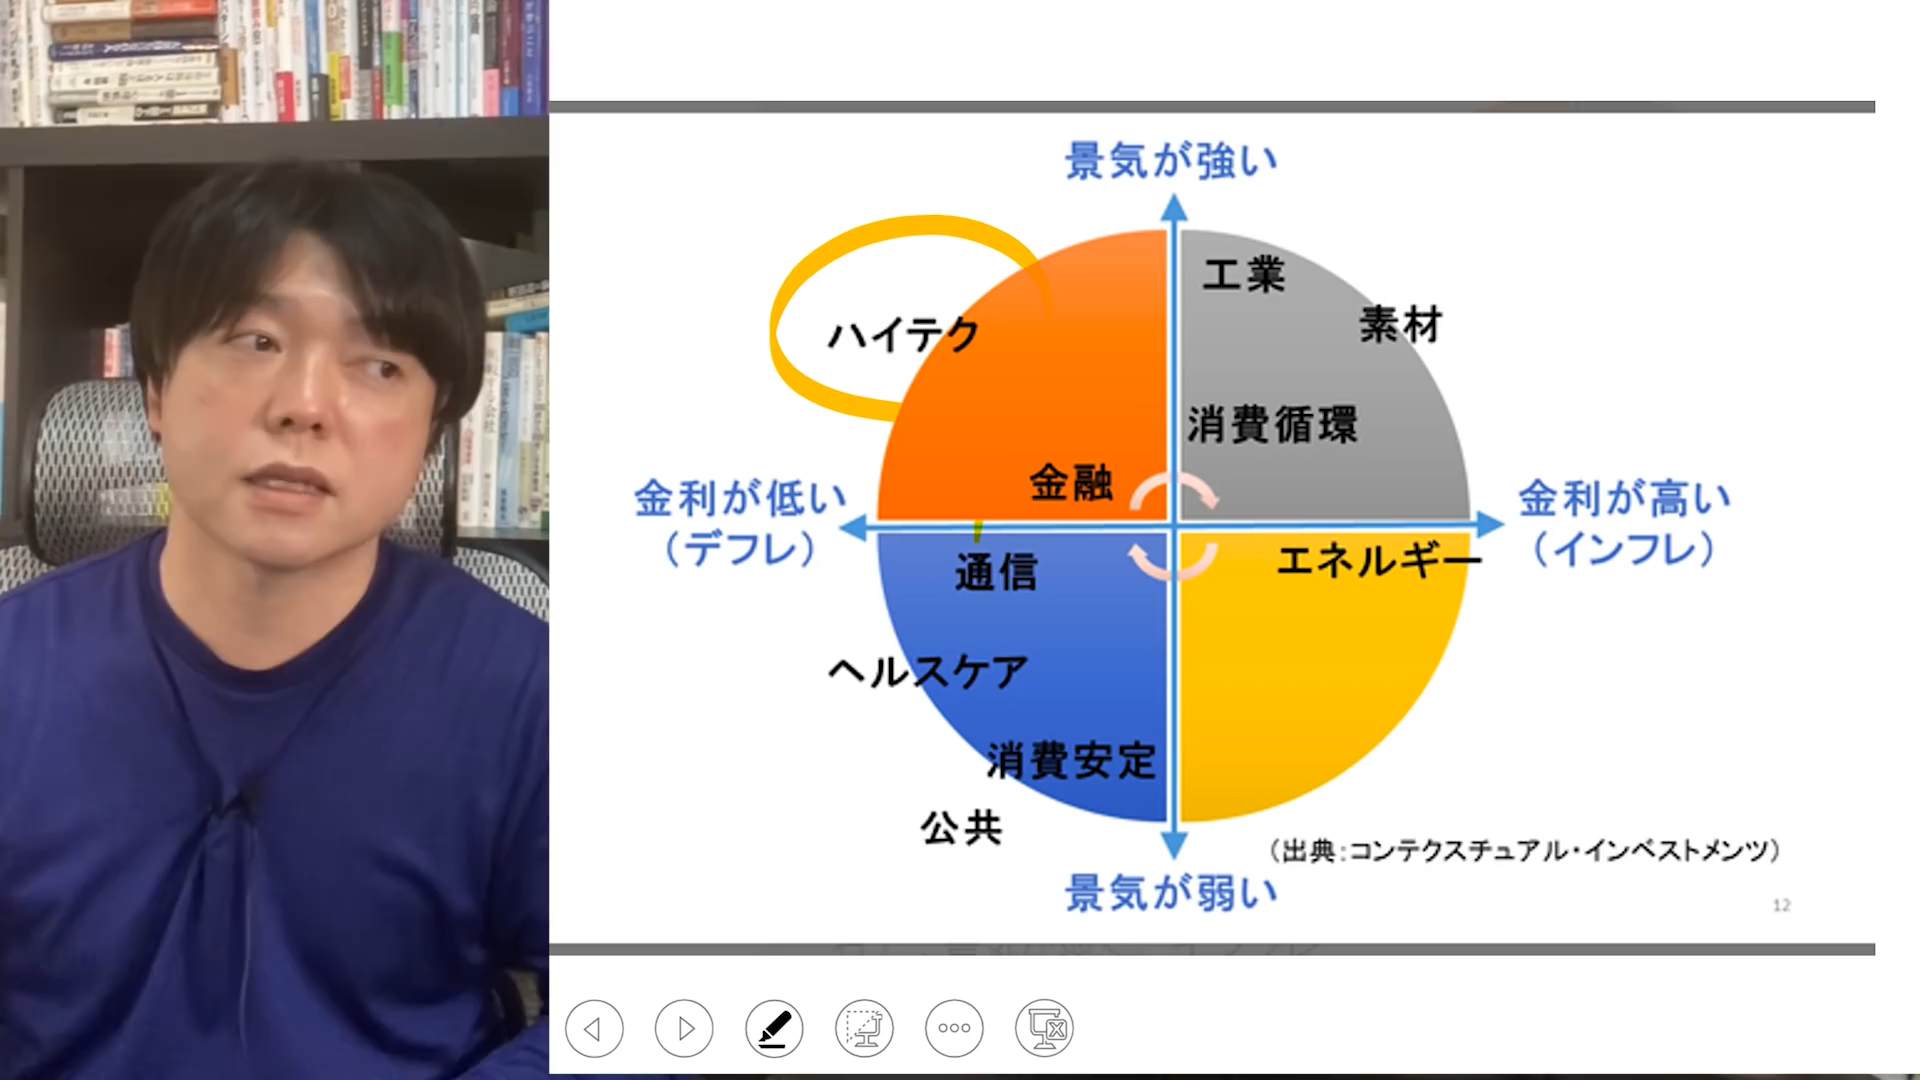 景気が強い
工業
素材
ハイテク
消費循環
金融
金利が低い
(デフレ)
金利が高い
(インフレ)
エネルギー
通信
ヘルスケア
消費安定
公共
(出典:コンテクスチュアル・インベストメンツ)
景気が弱い
12